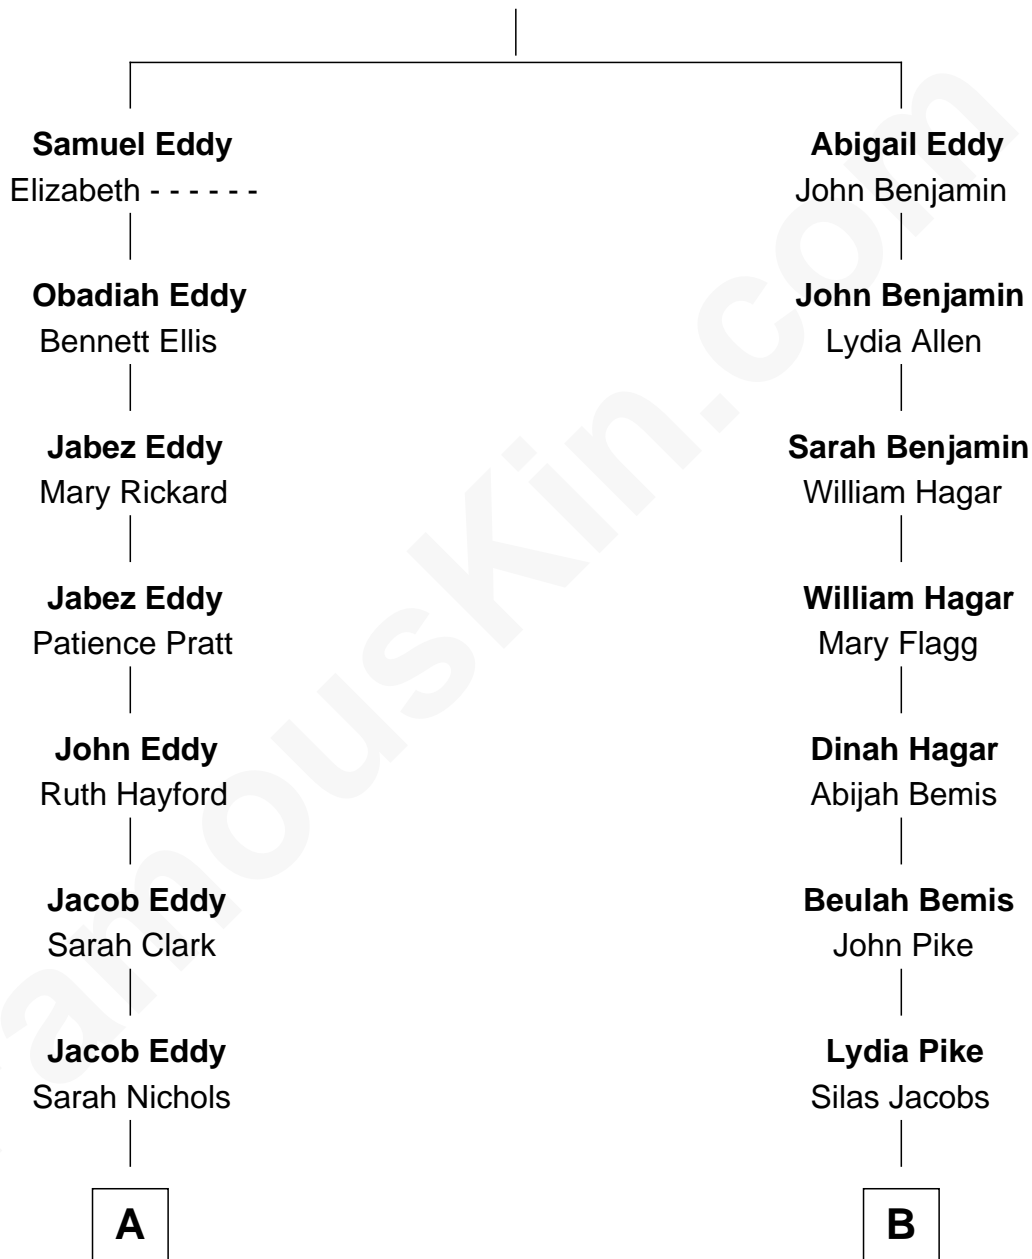 Samuel Eddy
Elizabeth - - - - - -
Obadiah Eddy
Bennett Ellis
Jabez Eddy
Mary Rickard
Jabez Eddy
Patience Pratt
John Eddy
Ruth Hayford
Jacob Eddy
Sarah Clark
Jacob Eddy
Sarah Nichols
A
Abigail Eddy
John Benjamin
John Benjamin
Lydia Allen
Sarah Benjamin
William Hagar
William Hagar
Mary Flagg
Dinah Hagar
Abijah Bemis
Beulah Bemis
John Pike
Lydia Pike
Silas Jacobs
B
amousKin.com